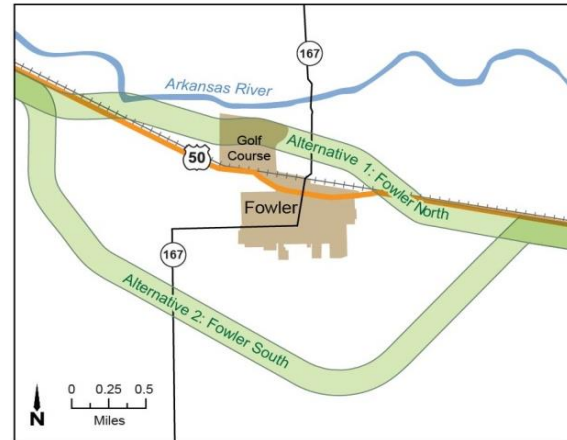 167
Arkansas River
Alternative 1: Fowler North
Golf
Course
50
Fowler
167
Alternative 2: Fowler South
0 0.25 0.5
Miles
N